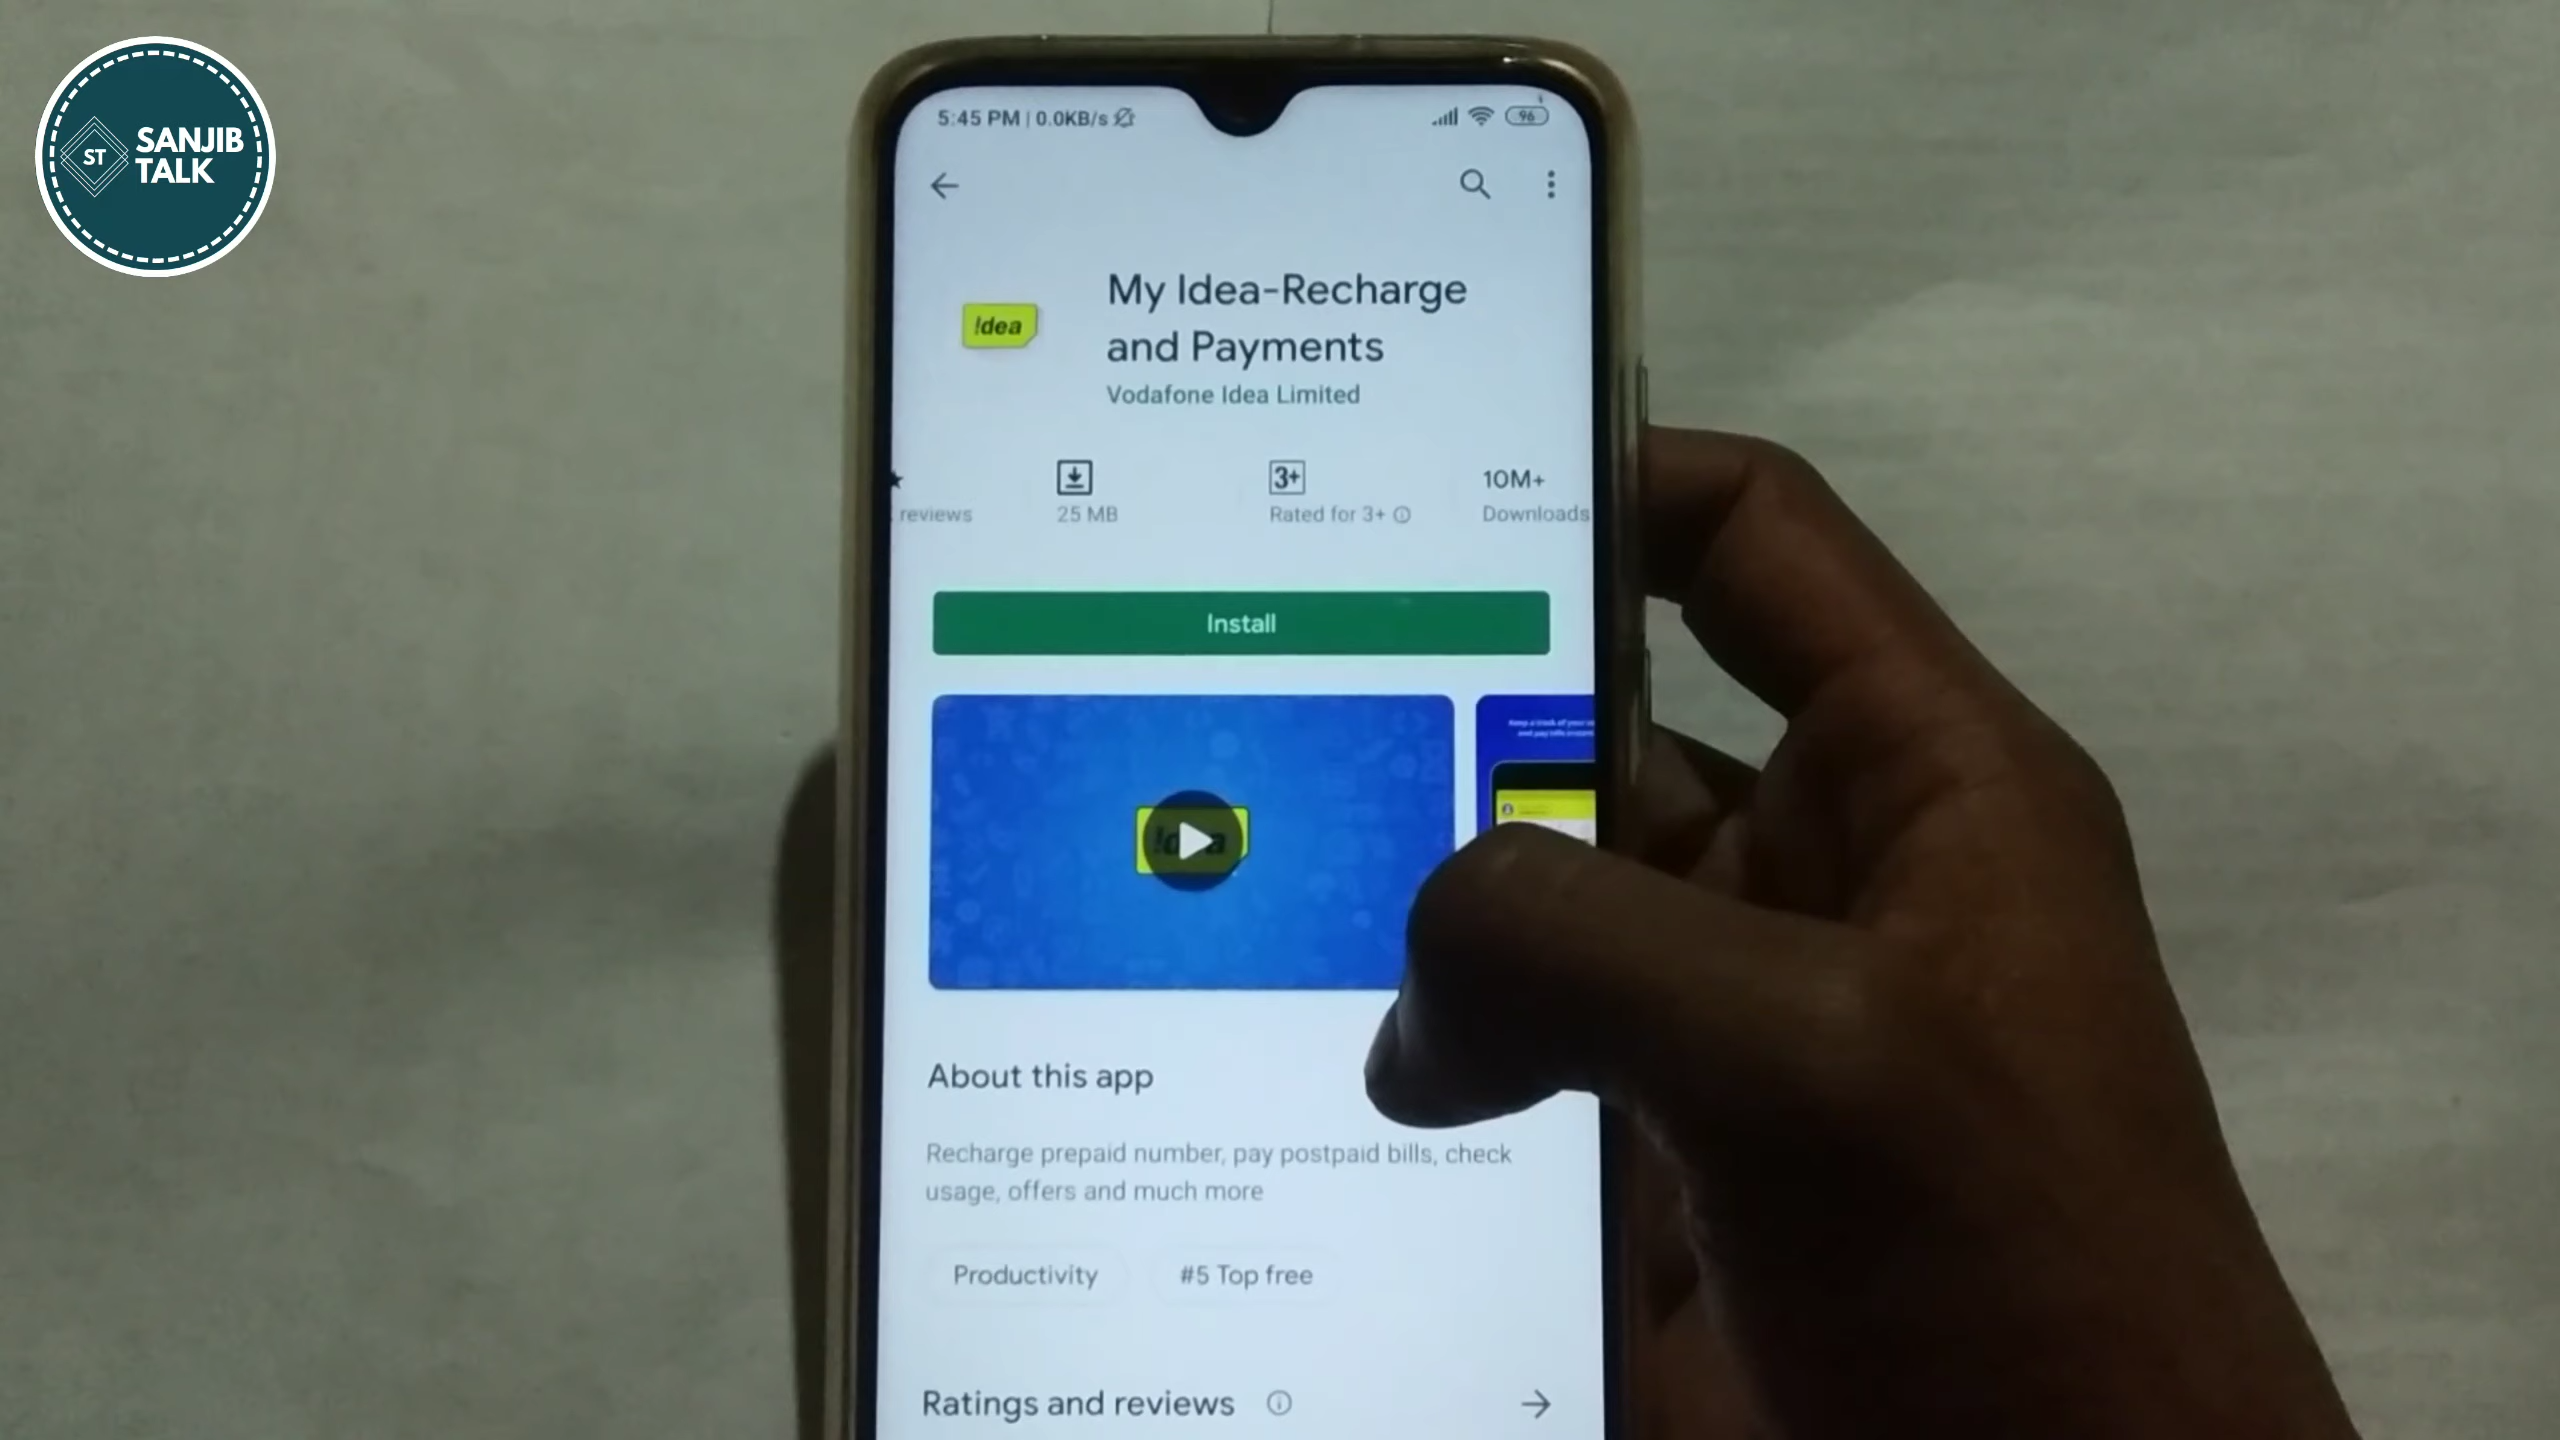 ST
SANJIB
TALK
5:45 PM | 0.0KB/s
96
My Idea-Recharge
and Payments
Vodafone Idea Limited
!dea
reviews
25 MB
3+
Rated for 3+
10M+
Downloads
Install
About this app
Recharge prepaid number, pay postpaid bills, check
usage, offers and much more
Productivity
#5 Top free
Ratings and reviews